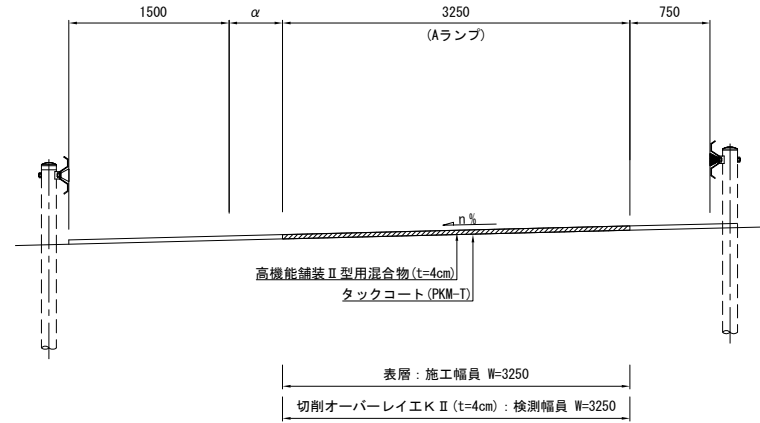 1500
α
3250
750
(Aランプ)
n%
高機能舗装Ⅱ型用混合物(t=4cm)
タックコート(PKM-T)
表層：施工幅員 W=3250
切削オーバーレイ工KⅡ(t=4cm)：検測幅員 W=3250